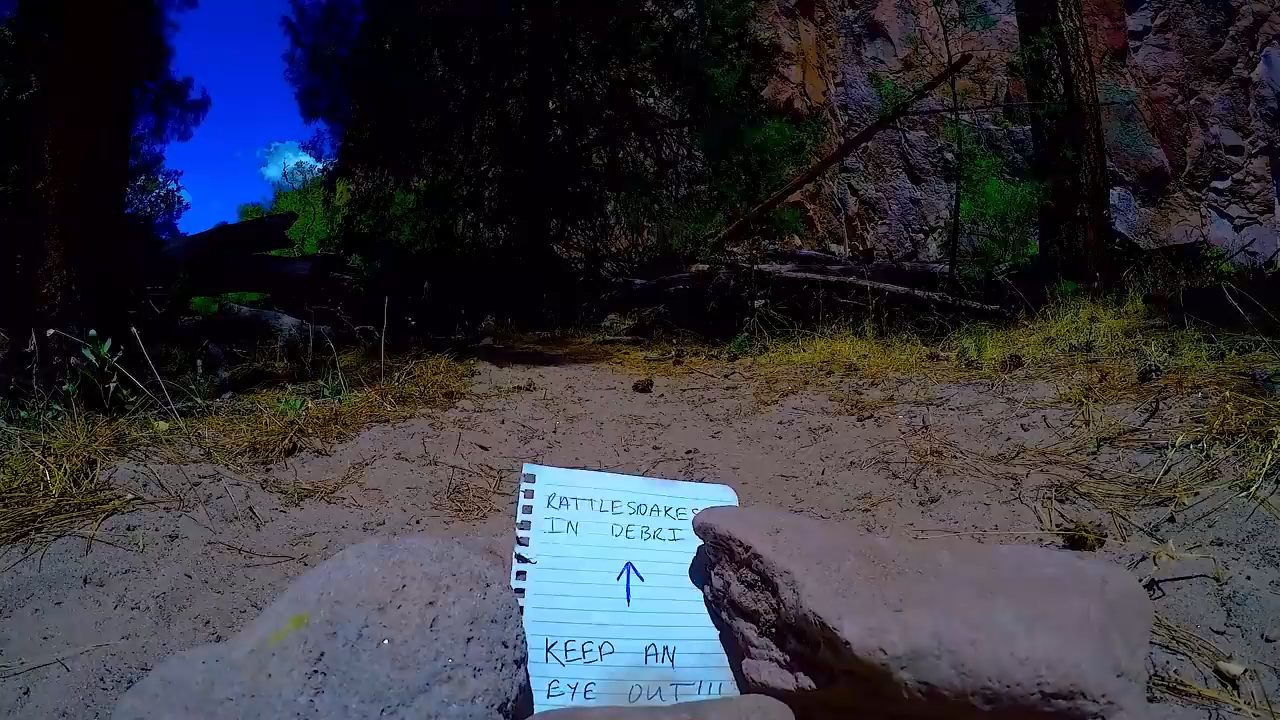 RATTLESNAKES
IN DEBRI
↑
KEEP AN
EYE OUT!!!